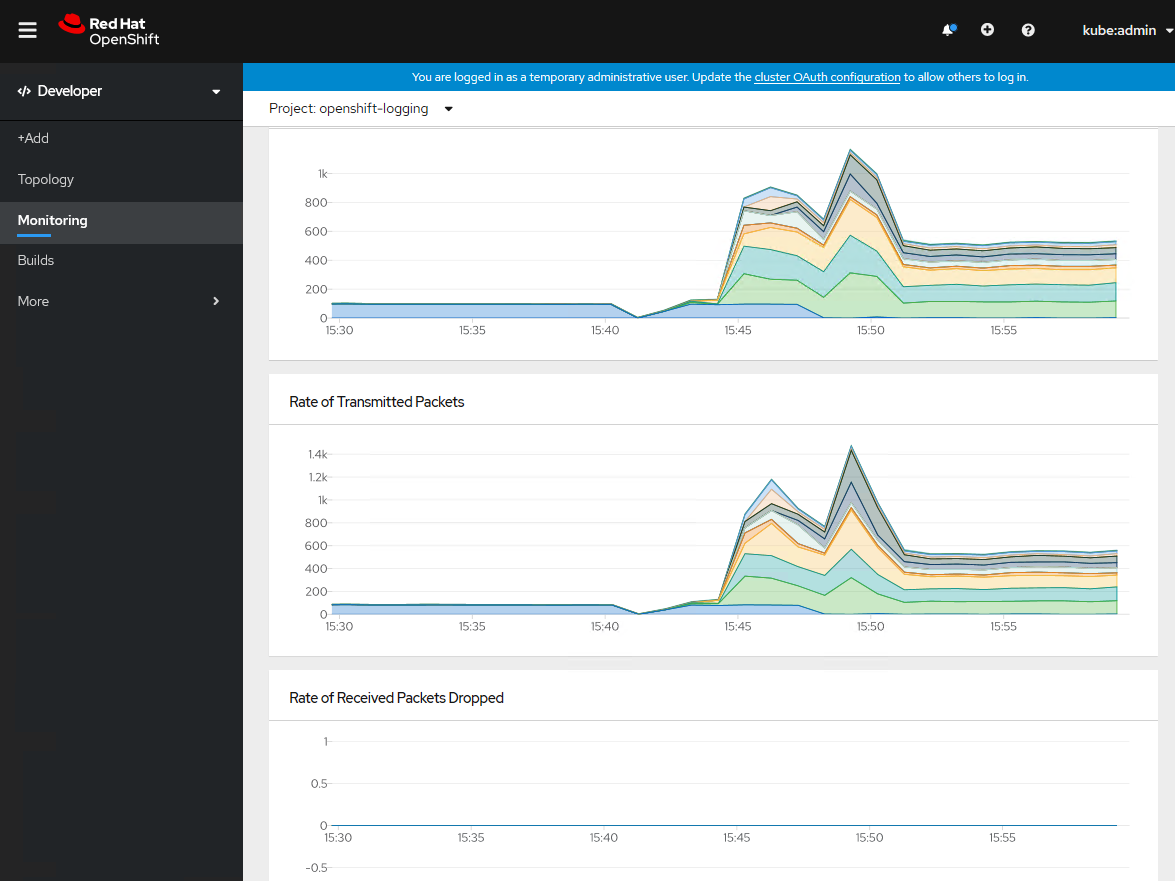 Red Hat
OpenShift
kube:admin
You are logged in as a temporary administrative user. Update the cluster OAuth configuration to allow others to log in.
Developer
Project: openshift-logging
+Add
Topology
Monitoring
Builds
More
1k
800
600
400
200
0
15:30 15:35 15:40 15:45 15:50 15:55
Rate of Transmitted Packets
1.4k
1.2k
1k
800
600
400
200
0
15:30 15:35 15:40 15:45 15:50 15:55
Rate of Received Packets Dropped
1
0.5
0
15:30 15:35 15:40 15:45 15:50 15:55
-0.5